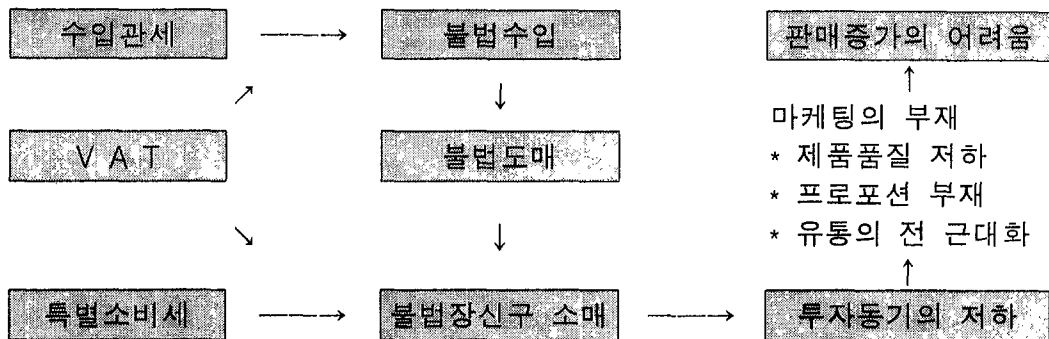 수입관세 → 불법수입 판매증가의 어려움
↗ ↓ ↑
마케팅의 부재
V A T 불법도매 * 제품품질 저하
* 프로포션 부재
↘ ↓ * 유통의 전 근대화
↑
특별소비세 → 불법장신구 소매 → 투자동기의 저하